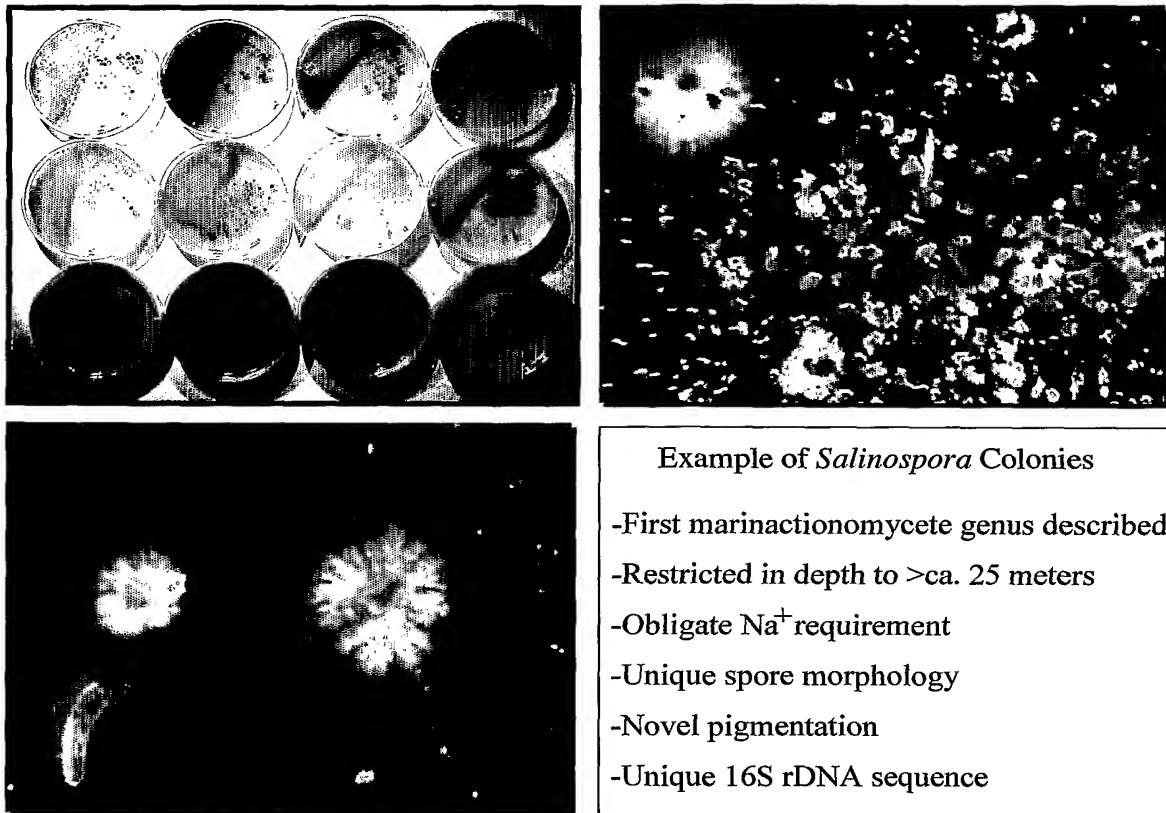 Example of Salinospora Colonies
-First marinactionomycete genus described
-Restricted in depth to >ca. 25 meters
-Obligate Na+ requirement
-Unique spore morphology
-Novel pigmentation
-Unique 16S rDNA sequence